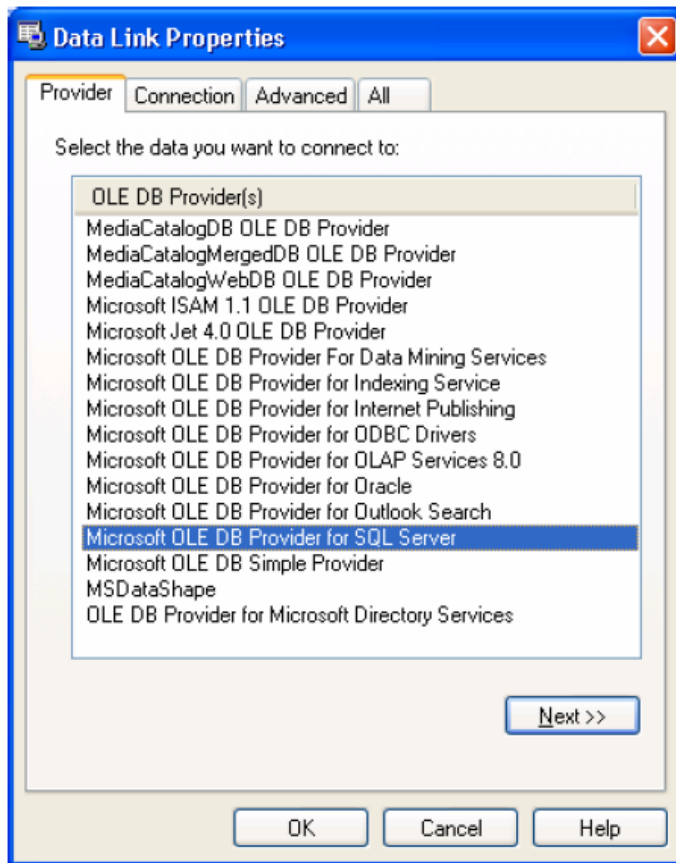 Data Link Properties
Provider Connection Advanced All
Select the data you want to connect to:
OLE DB Provider(s)
MediaCatalogDB OLE DB Provider
MediaCatalogMergedDB OLE DB Provider
MediaCatalogWebDB OLE DB Provider
Microsoft ISAM 1.1 OLE DB Provider
Microsoft Jet 4.0 OLE DB Provider
Microsoft OLE DB Provider For Data Mining Services
Microsoft OLE DB Provider for Indexing Service
Microsoft OLE DB Provider for Internet Publishing
Microsoft OLE DB Provider for ODBC Drivers
Microsoft OLE DB Provider for OLAP Services 8.0
Microsoft OLE DB Provider for Oracle
Microsoft OLE DB Provider for Outlook Search
Microsoft OLE DB Provider for SQL Server
Microsoft OLE DB Simple Provider
MSDataShape
OLE DB Provider for Microsoft Directory Services
Next >>
OK Cancel Help